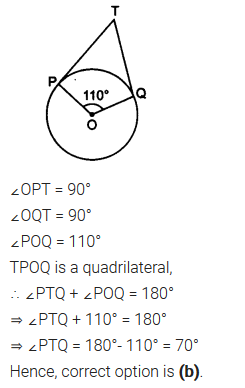 T
P
110°
Q
O
∠OPT = 90°
∠OQT = 90°
∠POQ = 110°
TPOQ is a quadrilateral,
∴ ∠PTQ + ∠POQ = 180°
⇒ ∠PTQ + 110° = 180°
⇒ ∠PTQ = 180°- 110° = 70°
Hence, correct option is (b).